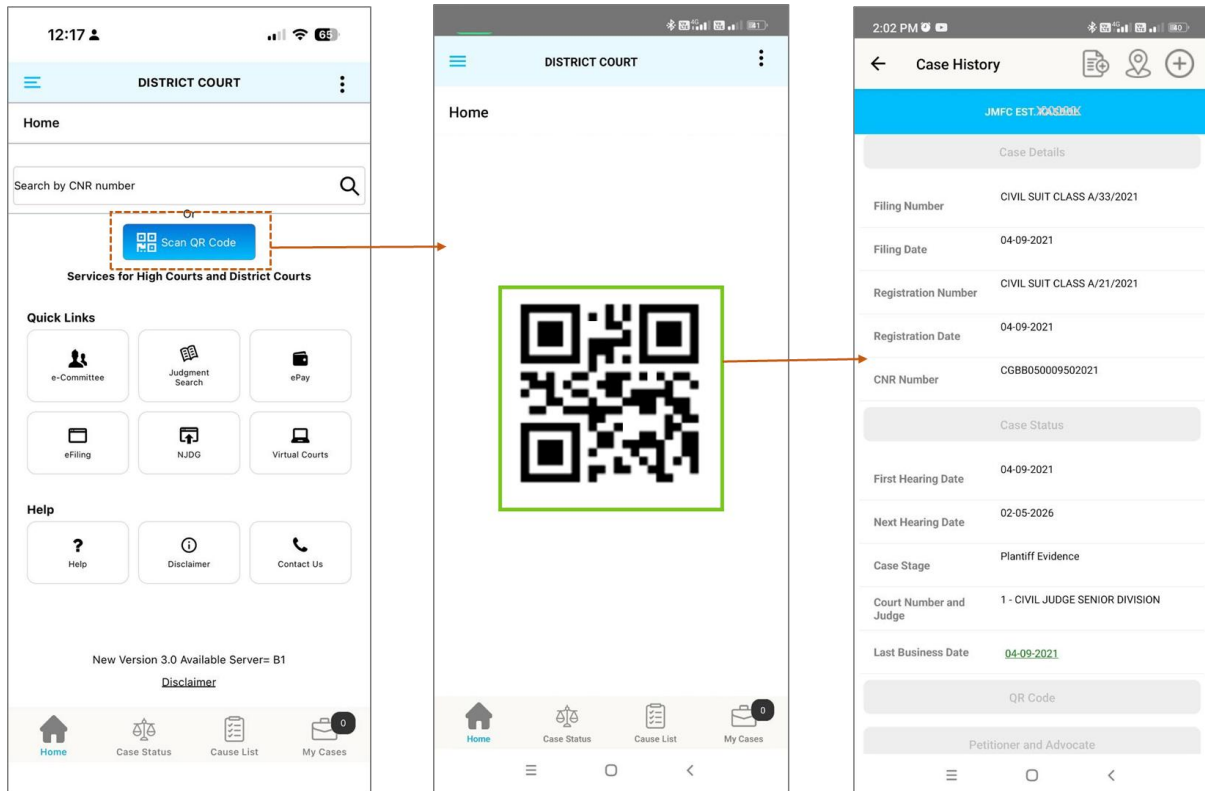 12:17
65
DISTRICT COURT
Home
Search by CNR number
Or
Scan QR Code
Services for High Courts and District Courts
Quick Links
e-Committee
Judgment
Search
ePay
eFiling
NJDG
Virtual Courts
Help
Help
Disclaimer
Contact Us
New Version 3.0 Available Server= B1
Disclaimer
0
Home
Case Status
Cause List
My Cases
4G
41
DISTRICT COURT
Home
0
Home
Case Status
Cause List
My Cases
2:02 PM
4G
40
Case History
JMFC EST.
Case Details
Filing Number
CIVIL SUIT CLASS A/33/2021
Filing Date
04-09-2021
Registration Number
CIVIL SUIT CLASS A/21/2021
Registration Date
04-09-2021
CNR Number
CGBB050009502021
Case Status
First Hearing Date
04-09-2021
Next Hearing Date
02-05-2026
Case Stage
Plantiff Evidence
Court Number and
Judge
1 - CIVIL JUDGE SENIOR DIVISION
Last Business Date
04-09-2021
QR Code
Petitioner and Advocate